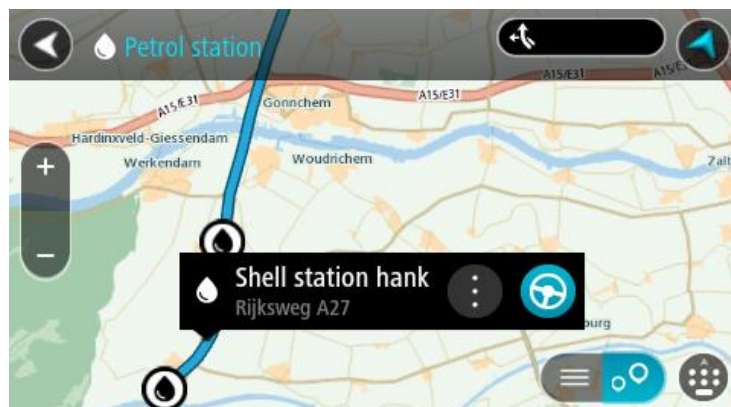 Petrol station
A15/E31
A15/E31
A15/E31
A15/E31
Gonnchem
Hardinxveld-Giessendam
Werkendam
Woudrichem
Zalt
+
−
Shell station hank
Rijksweg A27
burg